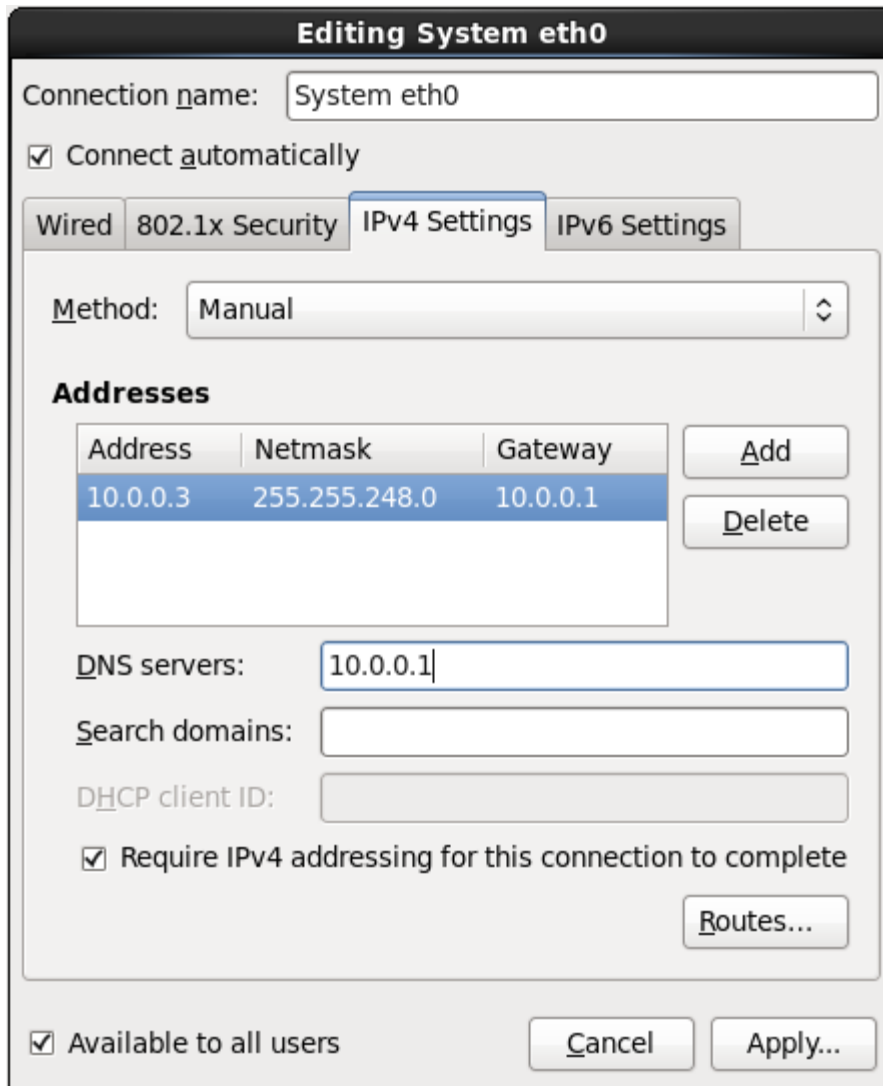 Editing System eth0
Connection name: System eth0
Connect automatically
Wired 802.1x Security IPv4 Settings IPv6 Settings
Method: Manual
Addresses
Address Netmask Gateway
Add
10.0.0.3 255.255.248.0 10.0.0.1
Delete
DNS servers: 10.0.0.1
Search domains:
DHCP client ID:
Require IPv4 addressing for this connection to complete
Routes...
Available to all users Cancel Apply...